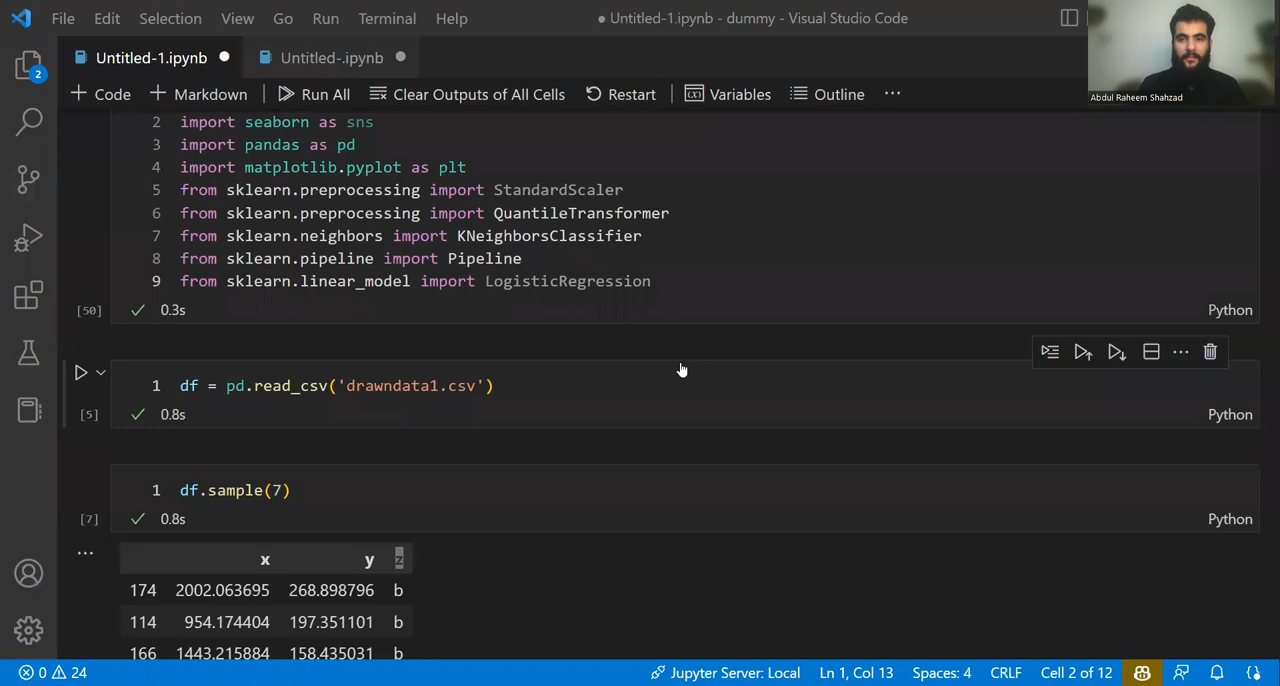 File Edit Selection View Go Run Terminal Help ● Untitled-1.ipynb - dummy - Visual Studio Code
Abdul Raheem Shahzad
2
Untitled-1.ipynb ● Untitled-.ipynb ●
+ Code + Markdown | Run All Clear Outputs of All Cells Restart | Variables Outline ...
2 import seaborn as sns
3 import pandas as pd
4 import matplotlib.pyplot as plt
5 from sklearn.preprocessing import StandardScaler
6 from sklearn.preprocessing import QuantileTransformer
7 from sklearn.neighbors import KNeighborsClassifier
8 from sklearn.pipeline import Pipeline
9 from sklearn.linear_model import LogisticRegression
[50] ✓ 0.3s Python
1 df = pd.read_csv('drawndata1.csv')
[5] ✓ 0.8s Python
1 df.sample(7)
[7] ✓ 0.8s Python
... x y z
174 2002.063695 268.898796 b
114 954.174404 197.351101 b
166 1443.215884 158.435031 b
0 24 Jupyter Server: Local Ln 1, Col 13 Spaces: 4 CRLF Cell 2 of 12